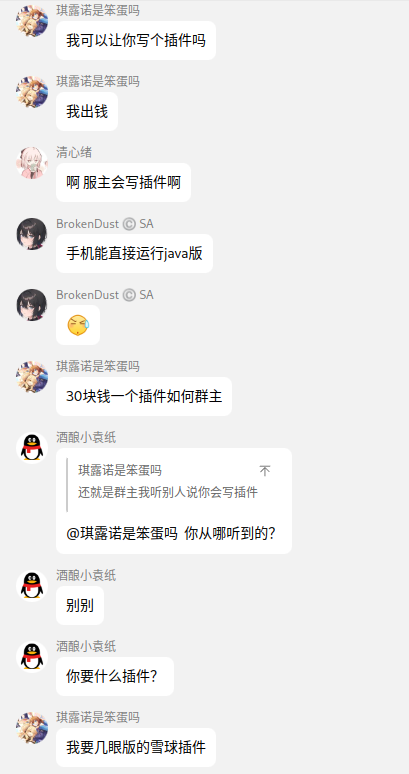 琪露诺是笨蛋吗
我可以让你写个插件吗
琪露诺是笨蛋吗
我出钱
清心绪
啊 服主会写插件啊
BrokenDust © SA
手机能直接运行java版
BrokenDust © SA
琪露诺是笨蛋吗
30块钱一个插件如何群主
酒酿小袁纸
琪露诺是笨蛋吗
还就是群主我听别人说你会写插件
@琪露诺是笨蛋吗 你从哪听到的?
酒酿小袁纸
别别
酒酿小袁纸
你要什么插件?
琪露诺是笨蛋吗
我要几眼版的雪球插件